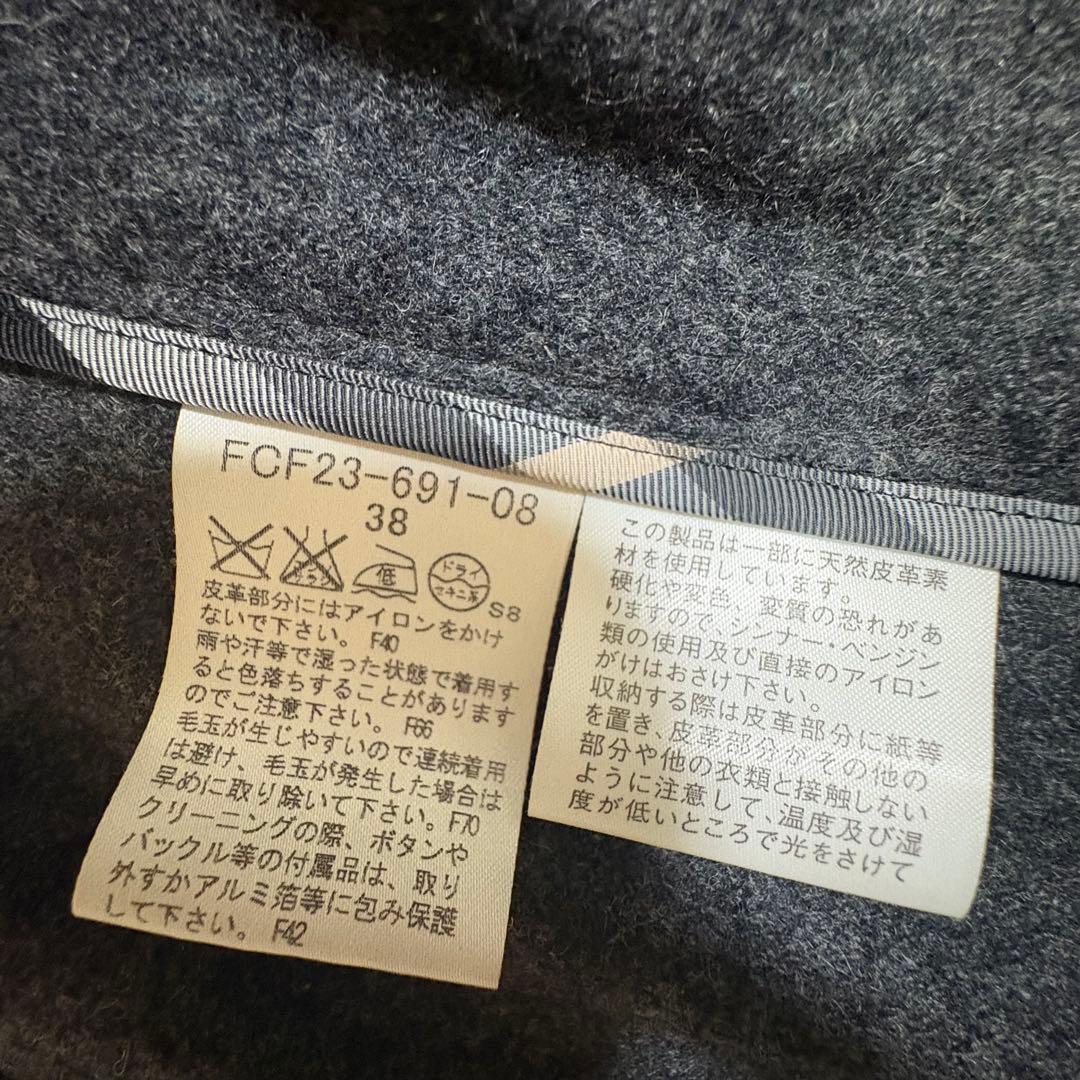 FCF23-691-08
38
エンソ サラシ
低
ドライ
セキユ系
S8
皮革部分にはアイロンをかけ
ないで下さい。 F40
雨や汗等で湿った状態で着用す
ると色落ちすることがあります
のでご注意下さい。 F66
毛玉が生じやすいので連続着用
は避け、毛玉が発生した場合は
早めに取り除いて下さい。F70
クリーニングの際、ボタンや
バックル等の付属品は、取り
外すかアルミ箔等に包み保護
して下さい。 F42
この製品は一部に天然皮革素
材を使用しています。
硬化や変色、変質の恐れがあ
りますので、シンナー・ベンジン
類の使用及び直接のアイロン
がけはおさけ下さい。
収納する際は皮革部分に紙等
を置き、皮革部分がその他の
部分や他の衣類と接触しない
ように注意して、温度及び湿
度が低いところで光をさけて